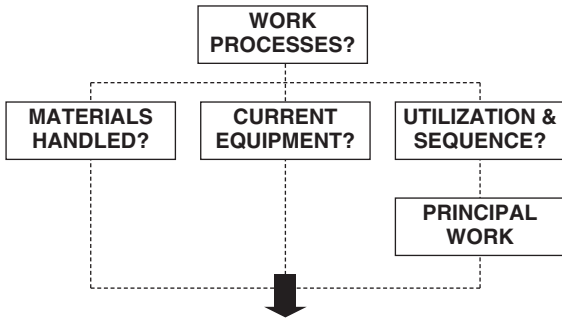 WORK
PROCESSES?
MATERIALS
HANDLED?
CURRENT
EQUIPMENT?
UTILIZATION &
SEQUENCE?
PRINCIPAL
WORK